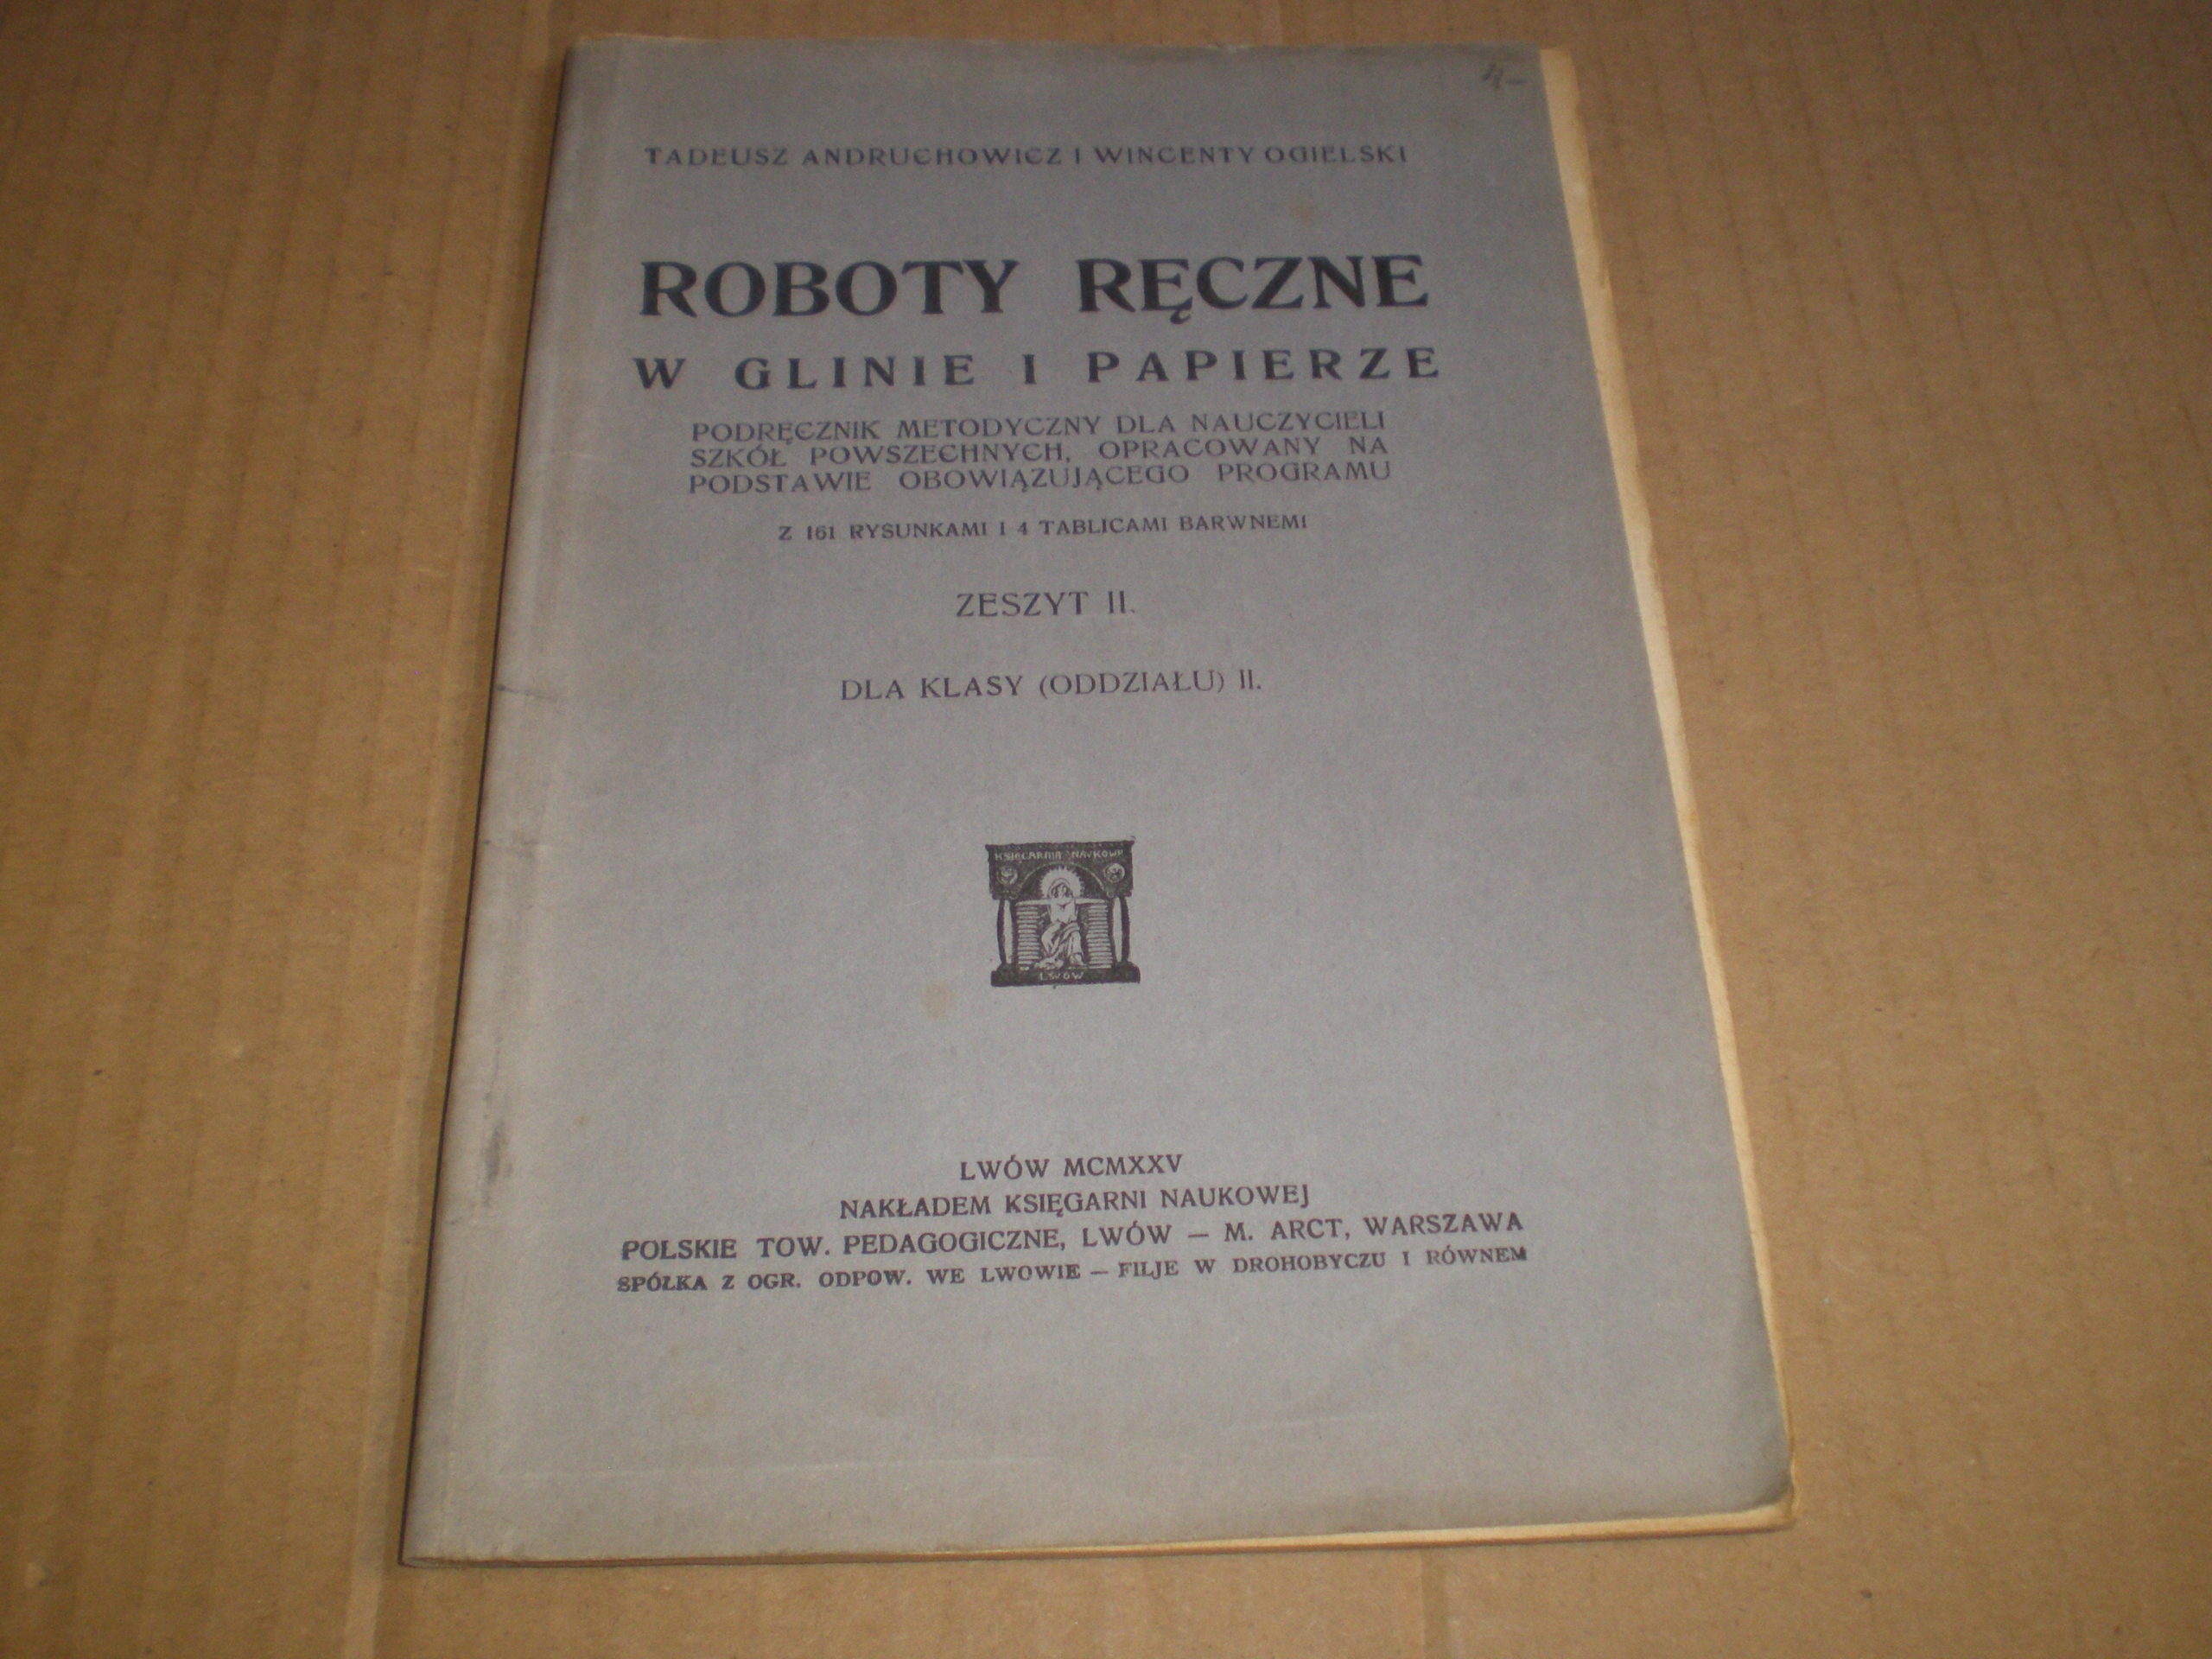 TADEUSZ ANDRUCHOWICZ I WINCENTY OGIELSKI
ROBOTY RĘCZNE
W GLINIE I PAPIERZE
PODRĘCZNIK METODYCZNY DLA NAUCZYCIELI
SZKÓŁ POWSZECHNYCH, OPRACOWANY NA
PODSTAWIE OBOWIĄZUJĄCEGO PROGRAMU
Z 161 RYSUNKAMI I 4 TABLICAMI BARWNEMI
ZESZYT II.
DLA KLASY (ODDZIAŁU) II.
KSIĘGARNIA NAUKOWA
LWÓW
LWÓW MCMXXV
NAKŁADEM KSIĘGARNI NAUKOWEJ
POLSKIE TOW. PEDAGOGICZNE, LWÓW — M. ARCT, WARSZAWA
SPÓŁKA Z OGR. ODPOW. WE LWOWIE — FILJE W DROHOBYCZU I RÓWNEM